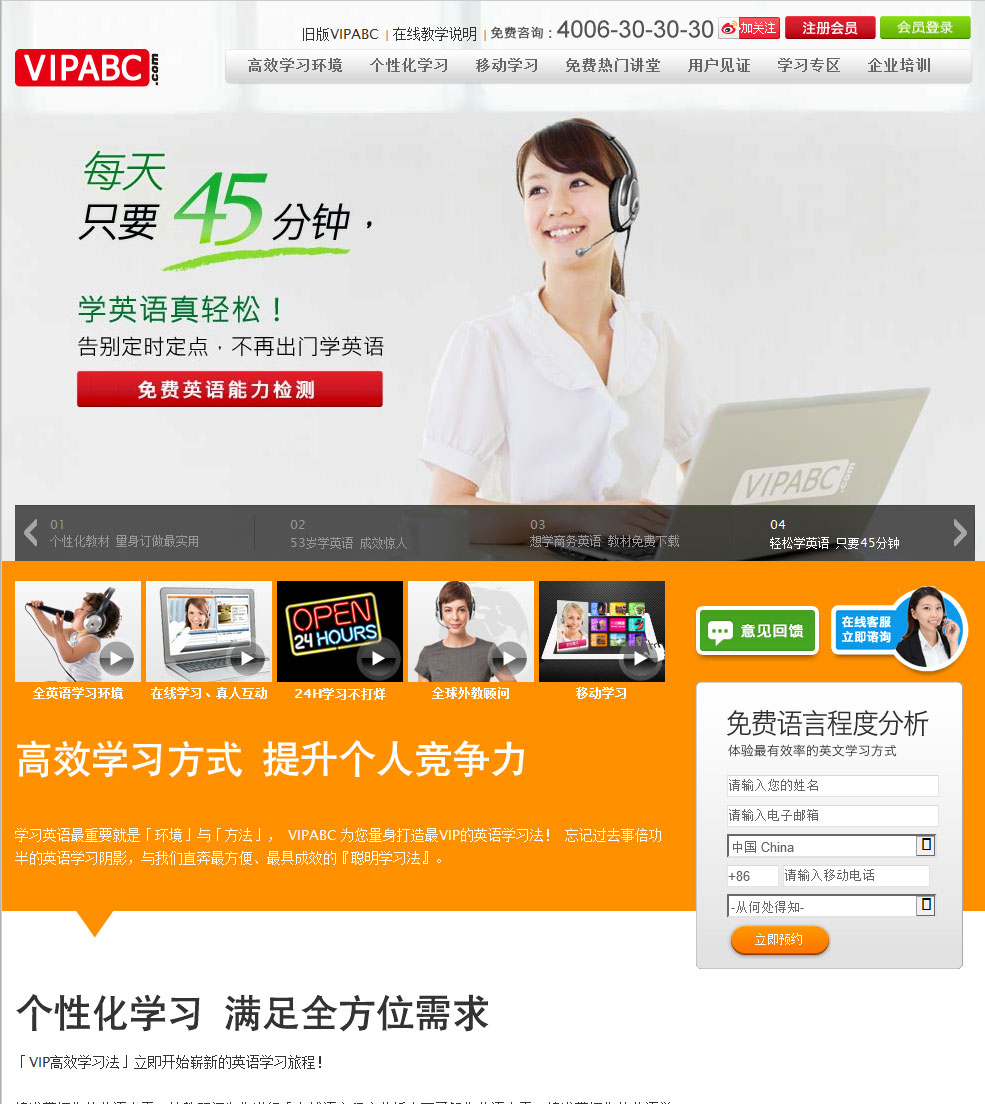 旧版VIPABC | 在线教学说明 | 免费咨询：4006-30-30-30 加关注 注册会员 会员登录
VIPABC.com
高效学习环境 个性化学习 移动学习 免费热门讲堂 用户见证 学习专区 企业培训
每天
只要 45 分钟，
学英语真轻松！
告别定时定点，不再出门学英语
免费英语能力检测
VIPABC.com
01 02 03 04
个性化教材 量身订做最实用 53岁学英语 成效惊人 想学商务英语 教材免费下载 轻松学英语 只要45分钟
OPEN
24 HOURS
全英语学习环境 在线学习、真人互动 24H学习不打烊 全球外教顾问 移动学习
意见回馈
在线客服
立即谘询
高效学习方式 提升个人竞争力
学习英语最重要就是「环境」与「方法」， VIPABC 为您量身打造最VIP的英语学习法！ 忘记过去事倍功
半的英语学习阴影，与我们直奔最方便、最具成效的『聪明学习法』。
免费语言程度分析
体验最有效率的英文学习方式
请输入您的姓名
请输入电子邮箱
中国 China
+86 请输入移动电话
-从何处得知-
立即预约
个性化学习 满足全方位需求
「VIP高效学习法」立即开始崭新的英语学习旅程！